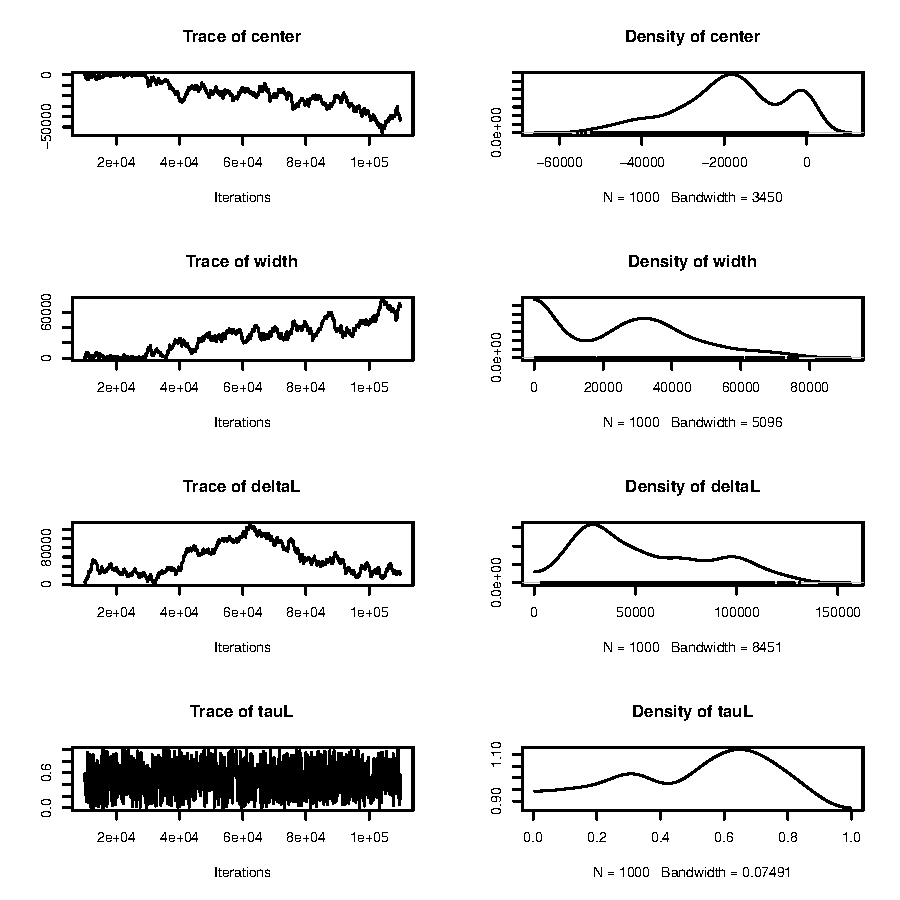 Trace of center
Density of center
0
−50000
2e+04 4e+04 6e+04 8e+04 1e+05
Iterations
0.0e+00
−60000 −40000 −20000 0
N = 1000 Bandwidth = 3450
Trace of width
Density of width
60000
0
2e+04 4e+04 6e+04 8e+04 1e+05
Iterations
0.0e+00
0 20000 40000 60000 80000
N = 1000 Bandwidth = 5096
Trace of deltaL
Density of deltaL
80000
0
2e+04 4e+04 6e+04 8e+04 1e+05
Iterations
0.0e+00
0 50000 100000 150000
N = 1000 Bandwidth = 8451
Trace of tauL
Density of tauL
0.6
0.0
2e+04 4e+04 6e+04 8e+04 1e+05
Iterations
1.10
0.90
0.0 0.2 0.4 0.6 0.8 1.0
N = 1000 Bandwidth = 0.07491